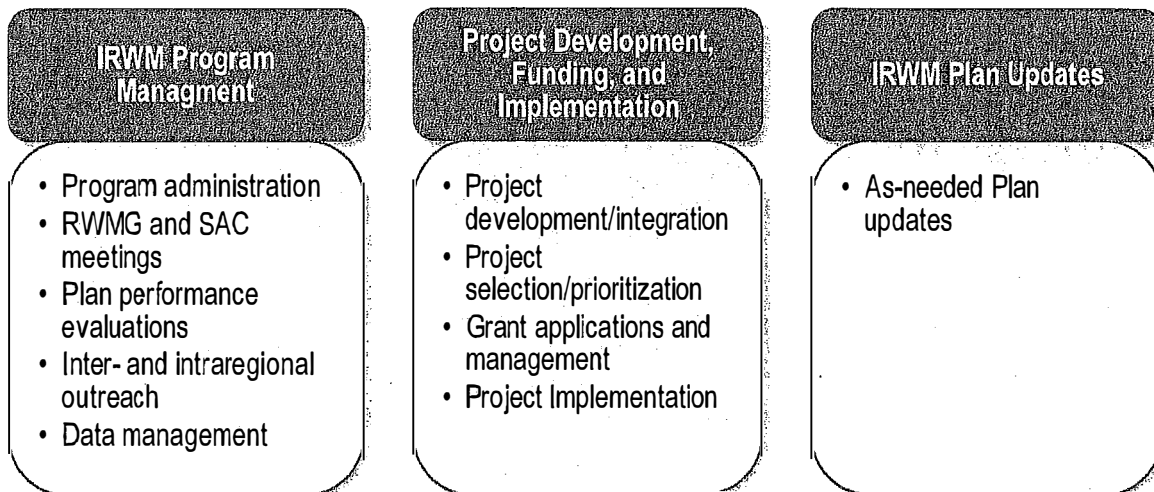 IRWM Program
Managment
• Program administration
• RWMG and SAC
meetings
• Plan performance
evaluations
• Inter- and intraregional
outreach
• Data management
Project Development,
Funding, and
Implementation
• Project
development/integration
• Project
selection/prioritization
• Grant applications and
management
• Project Implementation
IRWM Plan Updates
• As-needed Plan
updates